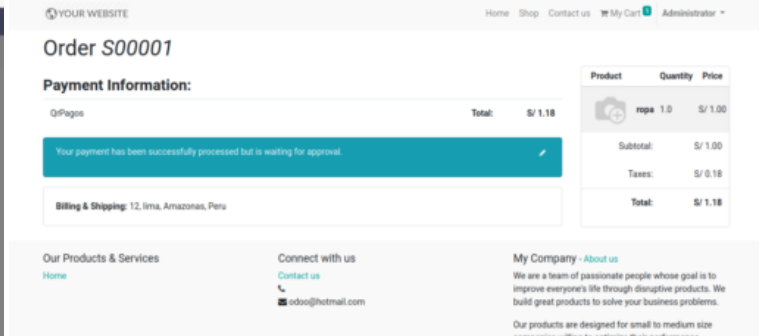 YOUR WEBSITE
Home Shop Contact us My Cart 1 Administrator
Order S00001
Payment Information:
QrPagos Total: S/ 1.18
Your payment has been successfully processed but is waiting for approval.
Billing & Shipping: 12, lima, Amazonas, Peru
Product Quantity Price
ropa 1.0 S/ 1.00
Subtotal: S/ 1.00
Taxes: S/ 0.18
Total: S/ 1.18
Our Products & Services
Home
Connect with us
Contact us
odoo@hotmail.com
My Company - About us
We are a team of passionate people whose goal is to
improve everyone's life through disruptive products. We
build great products to solve your business problems.
Our products are designed for small to medium size